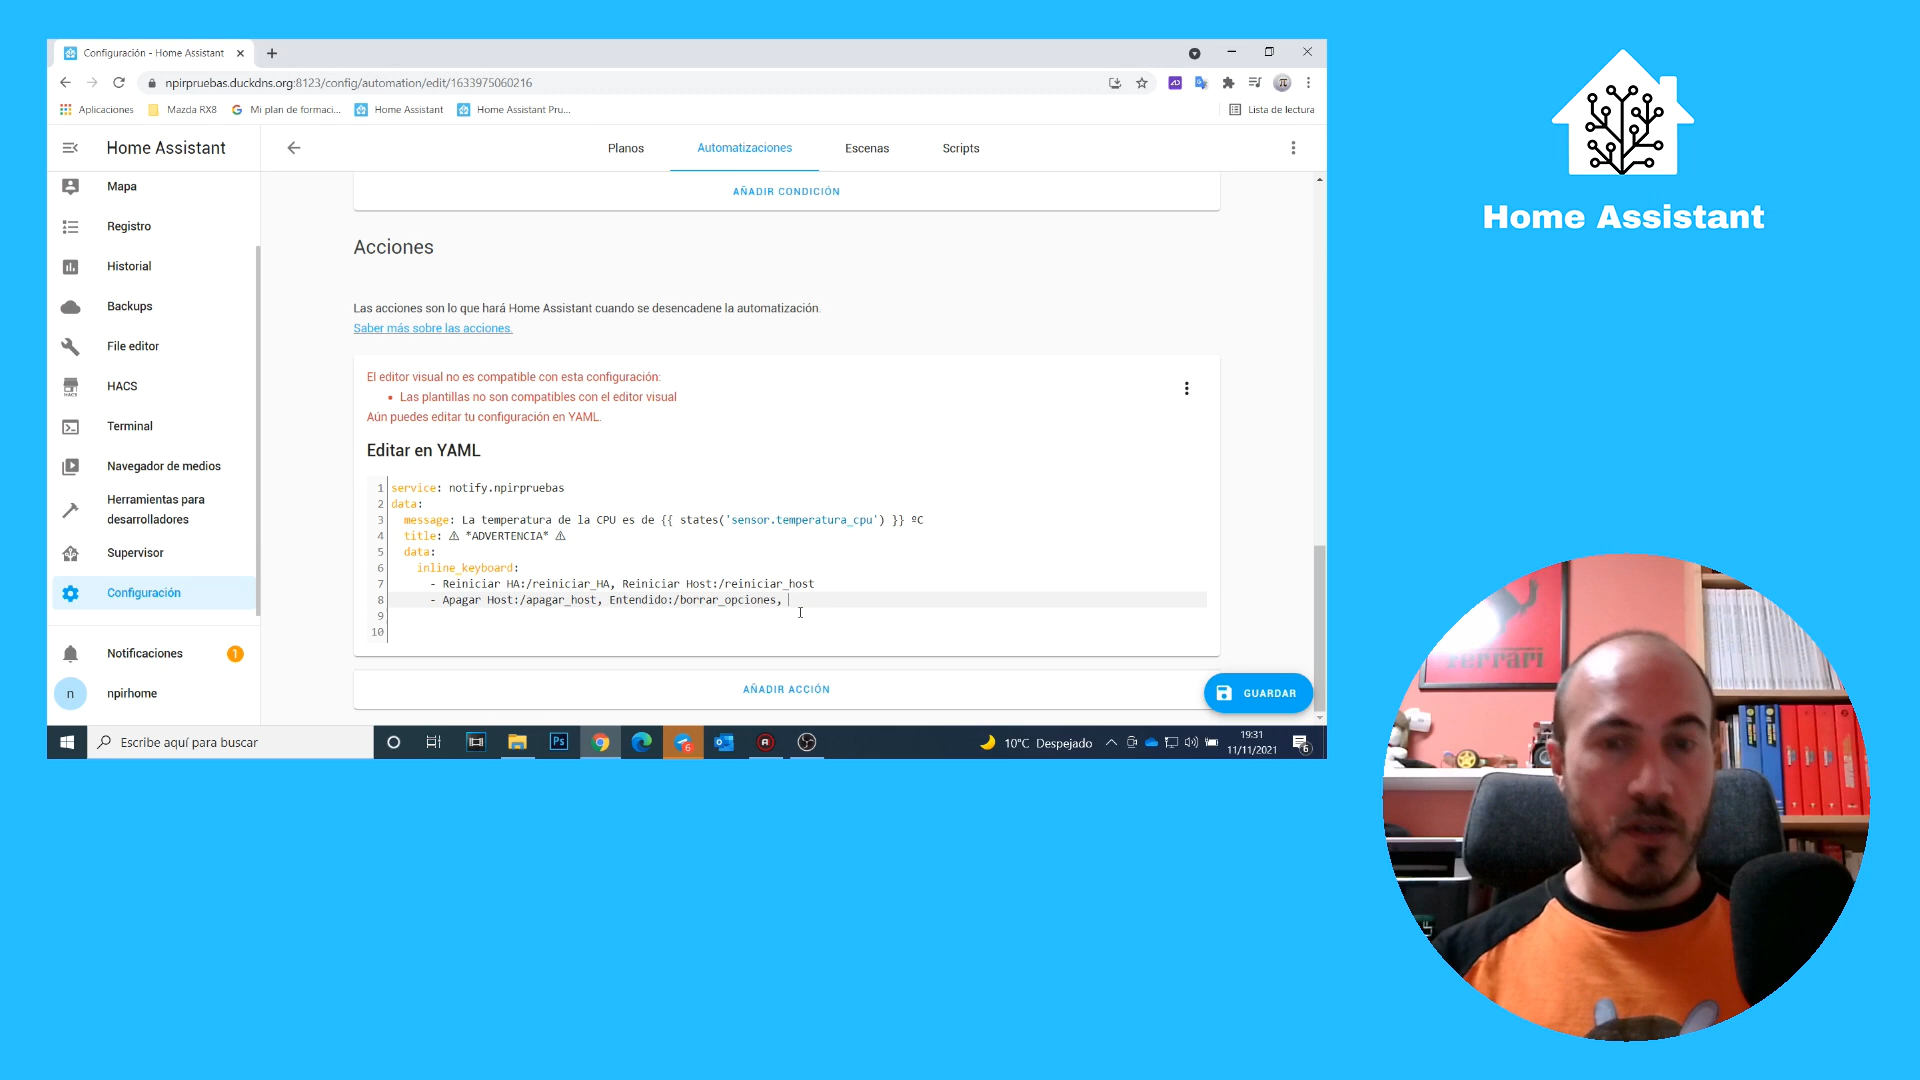 Configuración - Home Assistant
npirpruebas.duckdns.org:8123/config/automation/edit/1633975060216
Aplicaciones
Mazda RX8
Mi plan de formaci...
Home Assistant
Home Assistant Pru...
Lista de lectura
Home Assistant
Planos
Automatizaciones
Escenas
Scripts
Mapa
Registro
Historial
Backups
File editor
HACS
Terminal
Navegador de medios
Herramientas para
desarrolladores
Supervisor
Configuración
Notificaciones
1
n
npirhome
AÑADIR CONDICIÓN
Acciones
Las acciones son lo que hará Home Assistant cuando se desencadene la automatización.
Saber más sobre las acciones.
El editor visual no es compatible con esta configuración:
• Las plantillas no son compatibles con el editor visual
Aún puedes editar tu configuración en YAML.
Editar en YAML
1 service: notify.npirpruebas
2 data:
3 message: La temperatura de la CPU es de {{ states('sensor.temperatura_cpu') }} ºC
4 title: ⚠ *ADVERTENCIA* ⚠
5 data:
6 inline_keyboard:
7 - Reiniciar HA:/reiniciar_HA, Reiniciar Host:/reiniciar_host
8 - Apagar Host:/apagar_host, Entendido:/borrar_opciones,
9
10
AÑADIR ACCIÓN
GUARDAR
Escribe aquí para buscar
Ps
6
10°C Despejado
19:31
11/11/2021
6
Home Assistant
Ferrari